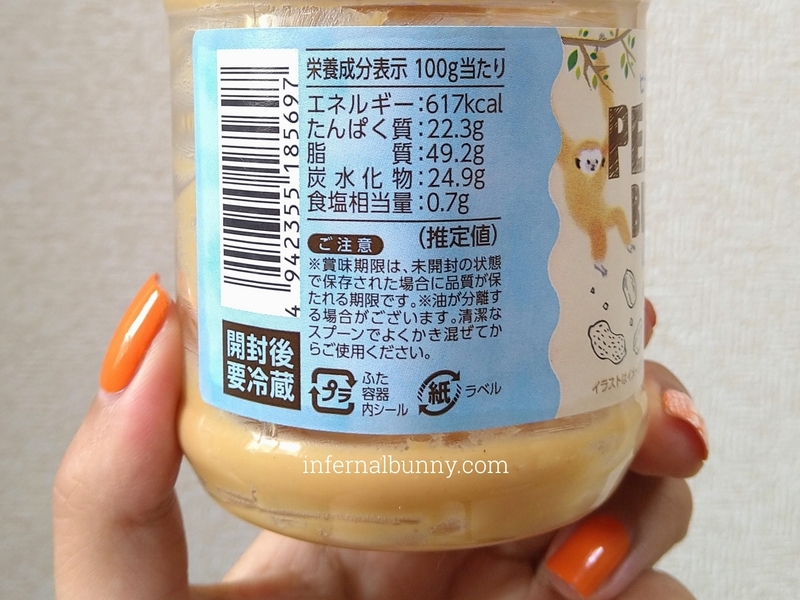 栄養成分表示 100g当たり
エネルギー:617kcal
たんぱく質:22.3g
脂質:49.2g
炭水化物:24.9g
食塩相当量:0.7g
(推定値)
ご注意
※賞味期限は、未開封の状態
で保存された場合に品質が保
たれる期限です。※油が分離す
る場合がございます。清潔な
スプーンでよくかき混ぜてか
らご使用ください。
4 942355 185697
開封後
要冷蔵
プラ
ふた
容器
内シール
紙
ラベル
PE
イラストは
infernalbunny.com